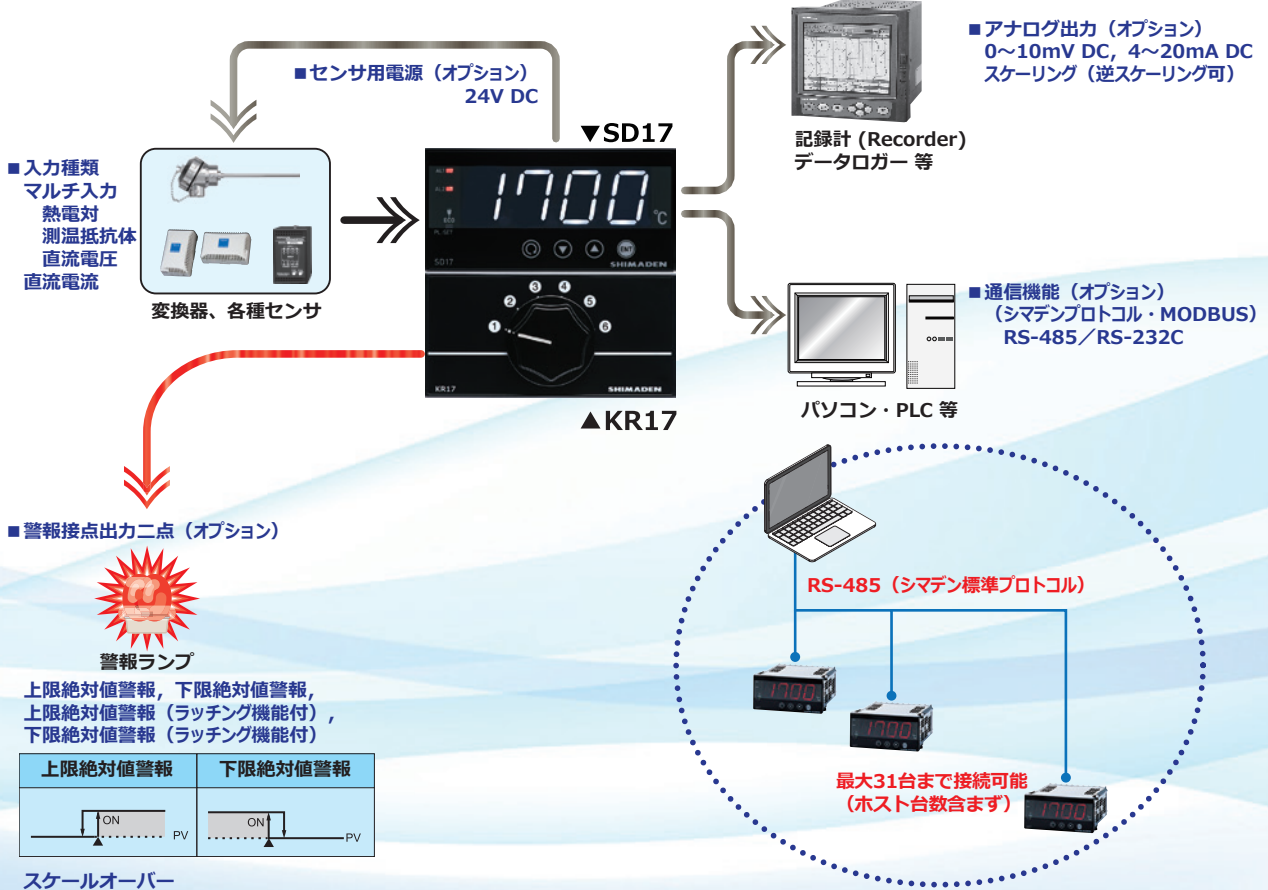 ■センサ用電源（オプション）
24V DC
■アナログ出力（オプション）
0～10mV DC，4～20mA DC
スケーリング（逆スケーリング可）
記録計 (Recorder)
データロガー 等
■入力種類
マルチ入力
熱電対
測温抵抗体
直流電圧
直流電流
変換器、各種センサ
▼SD17
AL1
AL2
1700
℃
ECO
PL.SET
ENT
SD17
SHIMADEN
1
2
3
4
5
6
KR17
SHIMADEN
▲KR17
■通信機能（オプション）
（シマデンプロトコル・MODBUS）
RS-485／RS-232C
パソコン・PLC 等
■警報接点出力二点（オプション）
警報ランプ
上限絶対値警報，下限絶対値警報，
上限絶対値警報（ラッチング機能付），
下限絶対値警報（ラッチング機能付）
上限絶対値警報 下限絶対値警報
ON
PV
ON
PV
スケールオーバー
RS-485（シマデン標準プロトコル）
1700
1700
最大31台まで接続可能
（ホスト台数含まず）
1700